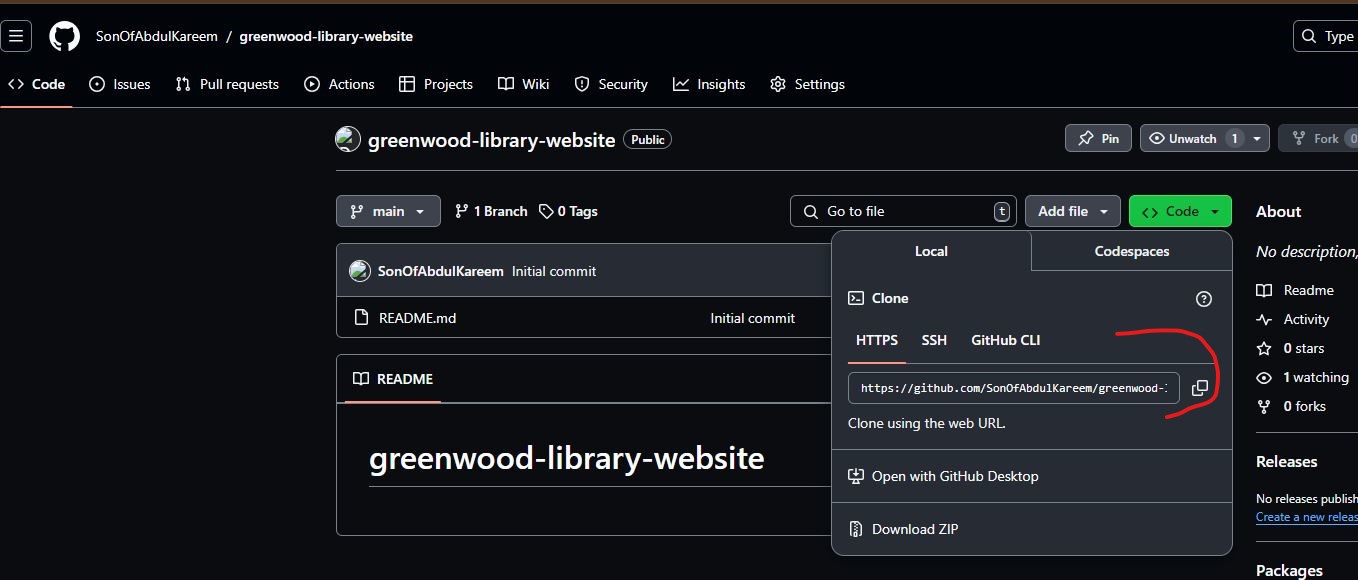 SonOfAbdulKareem / greenwood-library-website
Type
Code Issues Pull requests Actions Projects Wiki Security Insights Settings
greenwood-library-website Public
Pin Unwatch 1 Fork 0
main 1 Branch 0 Tags Go to file t Add file Code
SonOfAbdulKareem Initial commit
README.md Initial commit
README
greenwood-library-website
Local Codespaces
Clone
HTTPS SSH GitHub CLI
https://github.com/SonOfAbdulKareem/greenwood-
Clone using the web URL.
Open with GitHub Desktop
Download ZIP
About
No description,
Readme
Activity
0 stars
1 watching
0 forks
Releases
No releases publish
Create a new releas
Packages